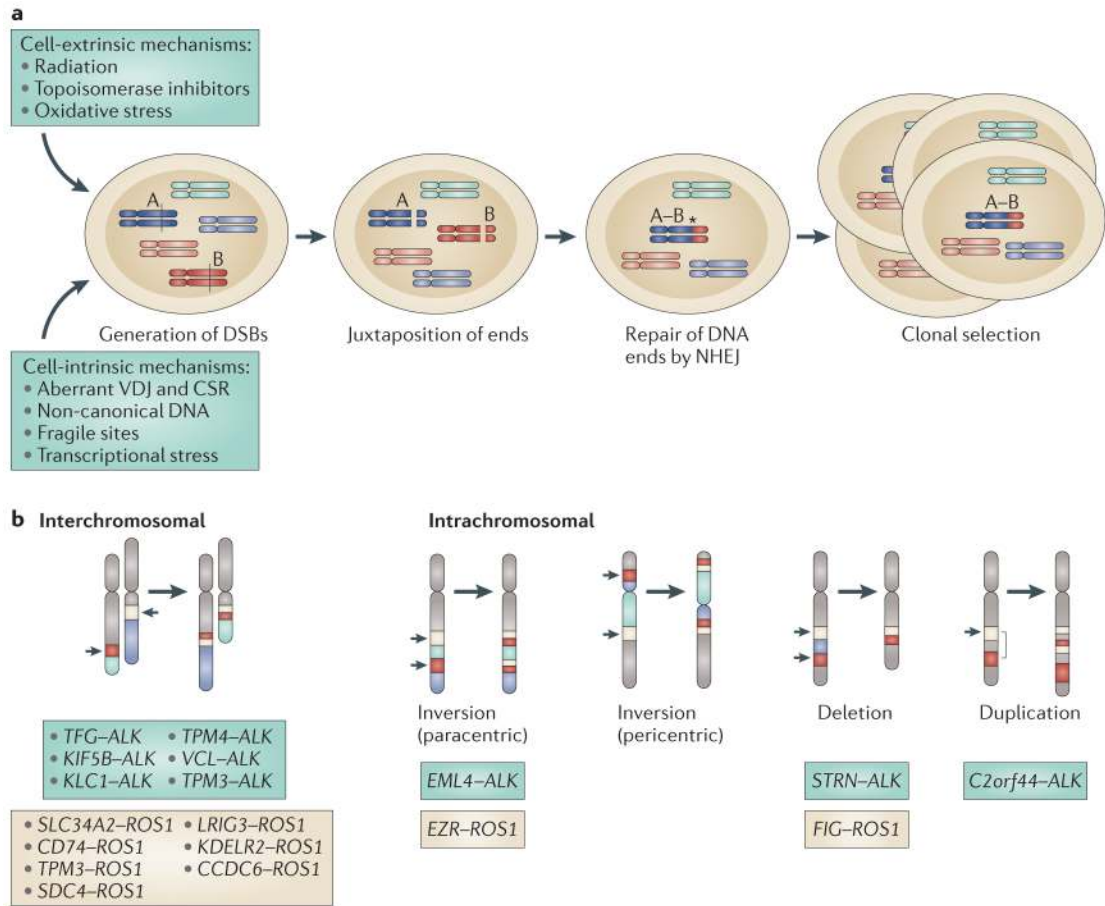 a
Cell-extrinsic mechanisms:
• Radiation
• Topoisomerase inhibitors
• Oxidative stress
A
B
A
B
A–B *
A–B
Generation of DSBs
Juxtaposition of ends
Repair of DNA
ends by NHEJ
Clonal selection
Cell-intrinsic mechanisms:
• Aberrant VDJ and CSR
• Non-canonical DNA
• Fragile sites
• Transcriptional stress
b Interchromosomal
Intrachromosomal
Inversion
(paracentric)
Inversion
(pericentric)
Deletion
Duplication
• TFG–ALK • TPM4–ALK
• KIF5B–ALK • VCL–ALK
• KLC1–ALK • TPM3–ALK
EML4–ALK
STRN–ALK
C2orf44–ALK
• SLC34A2–ROS1 • LRIG3–ROS1
• CD74–ROS1 • KDELR2–ROS1
• TPM3–ROS1 • CCDC6–ROS1
• SDC4–ROS1
EZR–ROS1
FIG–ROS1